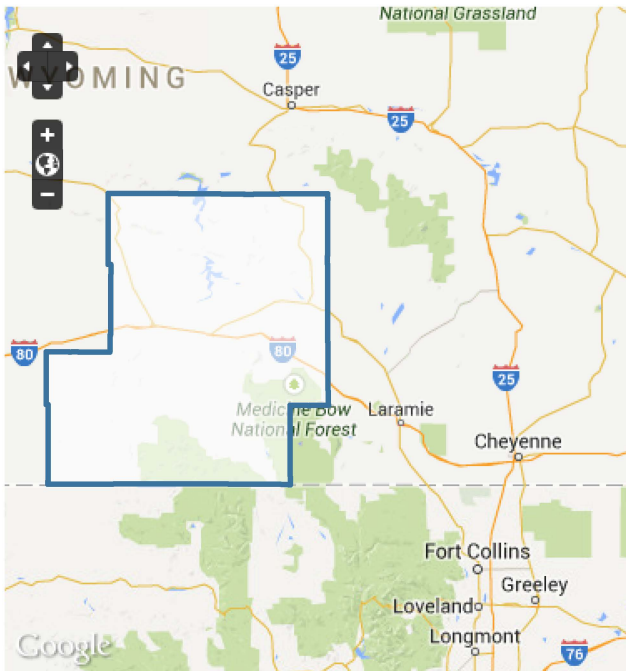 National Grassland
25
WYOMING
Casper
25
+
−
80
80
25
Medicine Bow
National Forest
Laramie
Cheyenne
Fort Collins
Greeley
Loveland
Longmont
76
Google